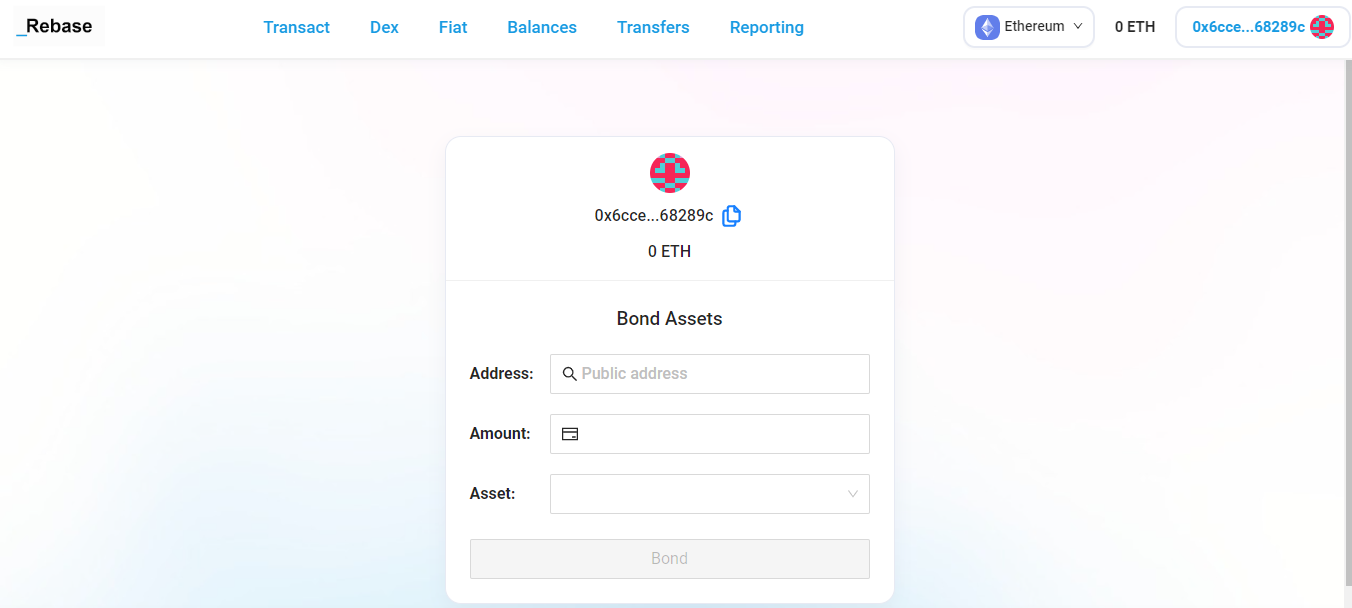 _Rebase
Transact Dex Fiat Balances Transfers Reporting
Ethereum 0 ETH 0x6cce...68289c
0x6cce...68289c
0 ETH
Bond Assets
Address: Public address
Amount:
Asset:
Bond